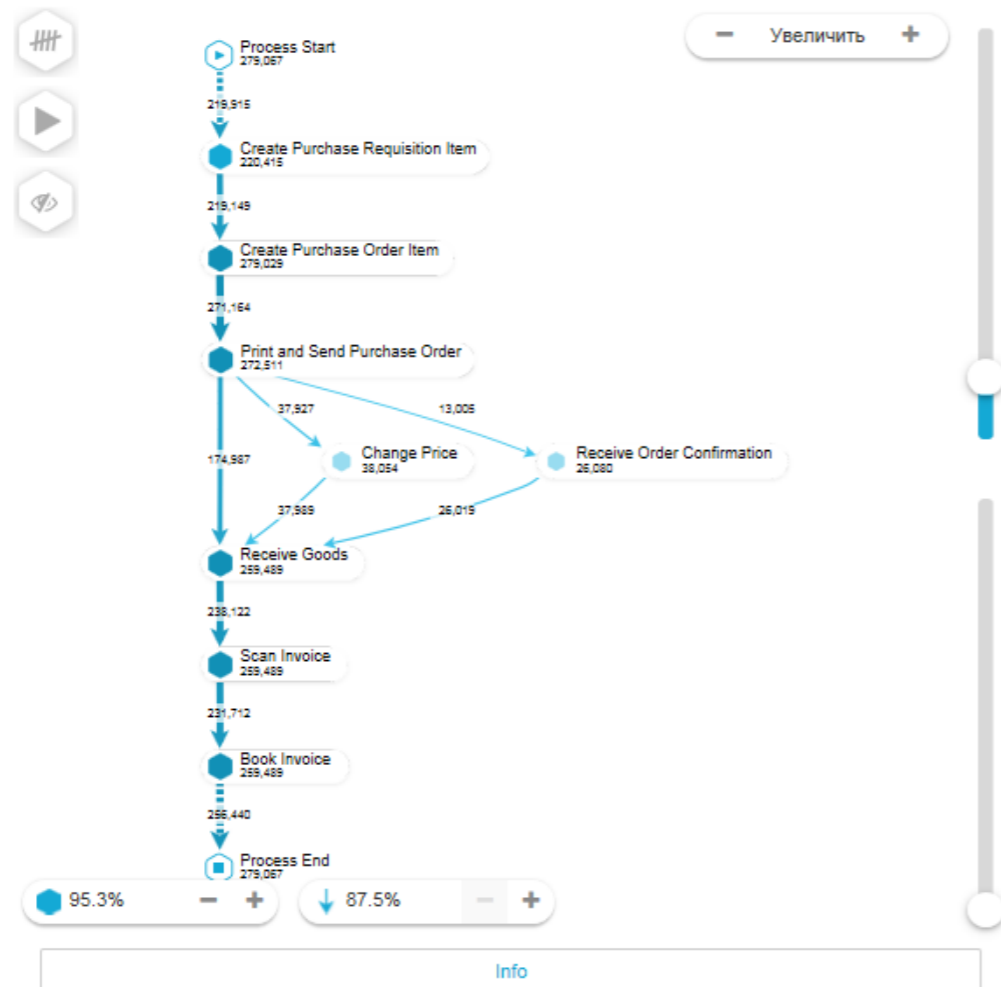 Process Start
279,067
Увеличить
219,915
Create Purchase Requisition Item
220,415
219,149
Create Purchase Order Item
279,029
271,164
Print and Send Purchase Order
272,511
37,927
13,005
174,987
Change Price
38,054
Receive Order Confirmation
26,080
37,989
26,019
Receive Goods
259,489
238,122
Scan Invoice
259,489
231,712
Book Invoice
259,489
256,440
Process End
279,067
95.3%
87.5%
Info